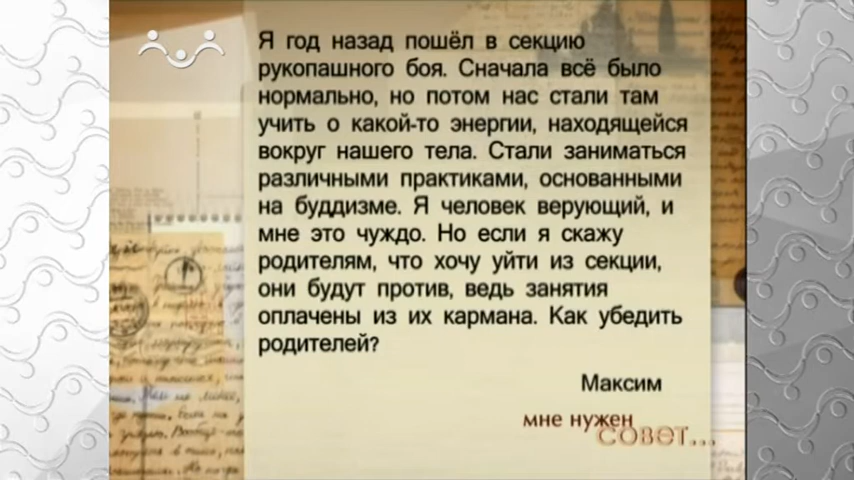 Я год назад пошёл в секцию
рукопашного боя. Сначала всё было
нормально, но потом нас стали там
учить о какой-то энергии, находящейся
вокруг нашего тела. Стали заниматься
различными практиками, основанными
на буддизме. Я человек верующий, и
мне это чуждо. Но если я скажу
родителям, что хочу уйти из секции,
они будут против, ведь занятия
оплачены из их кармана. Как убедить
родителей?
Максим
мне нужен
совет...